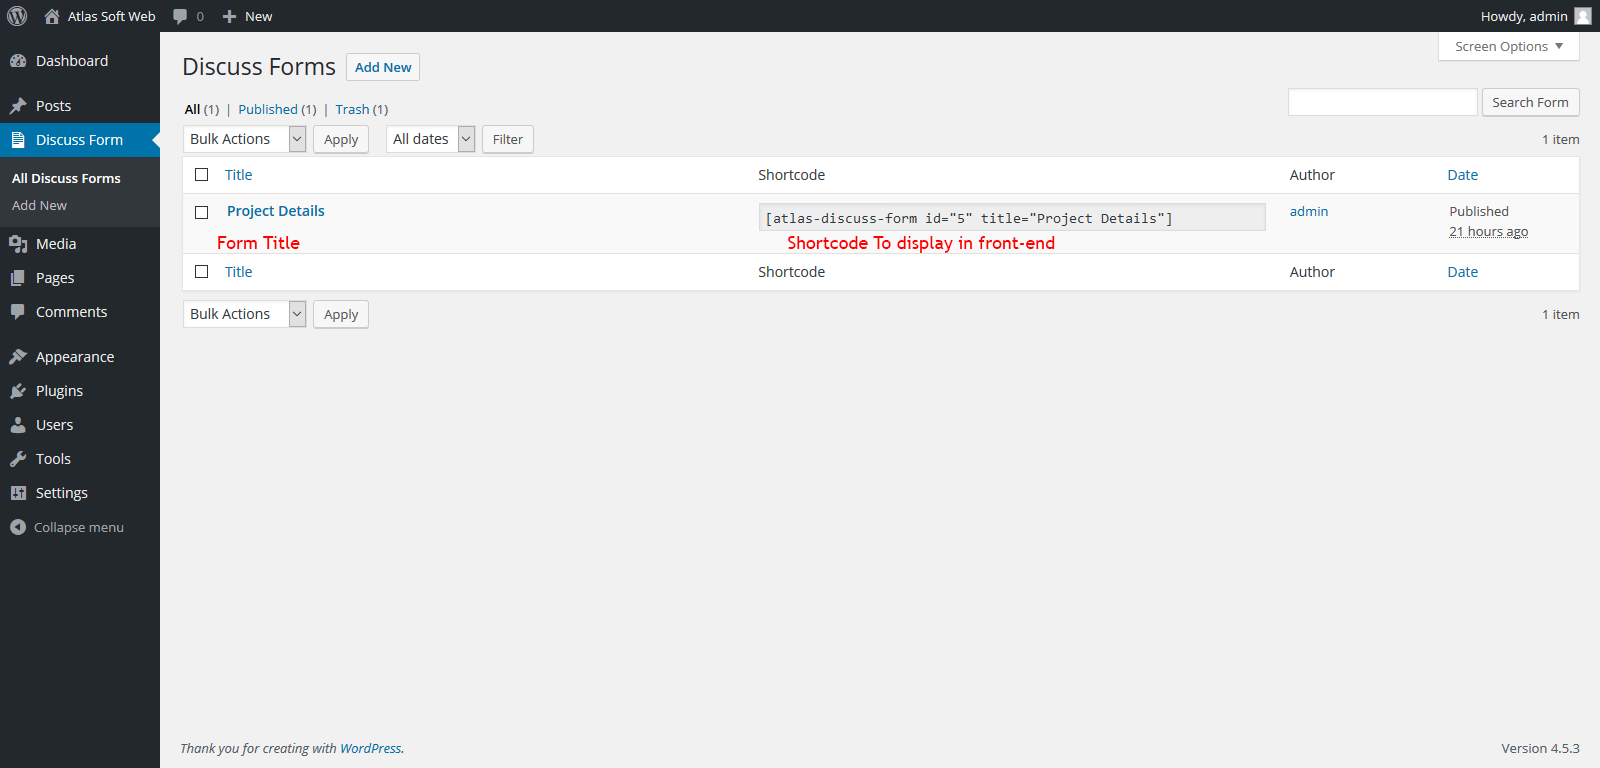 Atlas Soft Web 0 New Howdy, admin
Screen Options
Dashboard
Posts
Discuss Form
All Discuss Forms
Add New
Media
Pages
Comments
Appearance
Plugins
Users
Tools
Settings
Collapse menu
Discuss Forms Add New
All (1) | Published (1) | Trash (1)
Search Form
Bulk Actions Apply All dates Filter 1 item
Title Shortcode Author Date
Project Details [atlas-discuss-form id="5" title="Project Details"] admin Published
21 hours ago
Form Title Shortcode To display in front-end
Title Shortcode Author Date
Bulk Actions Apply 1 item
Thank you for creating with WordPress. Version 4.5.3